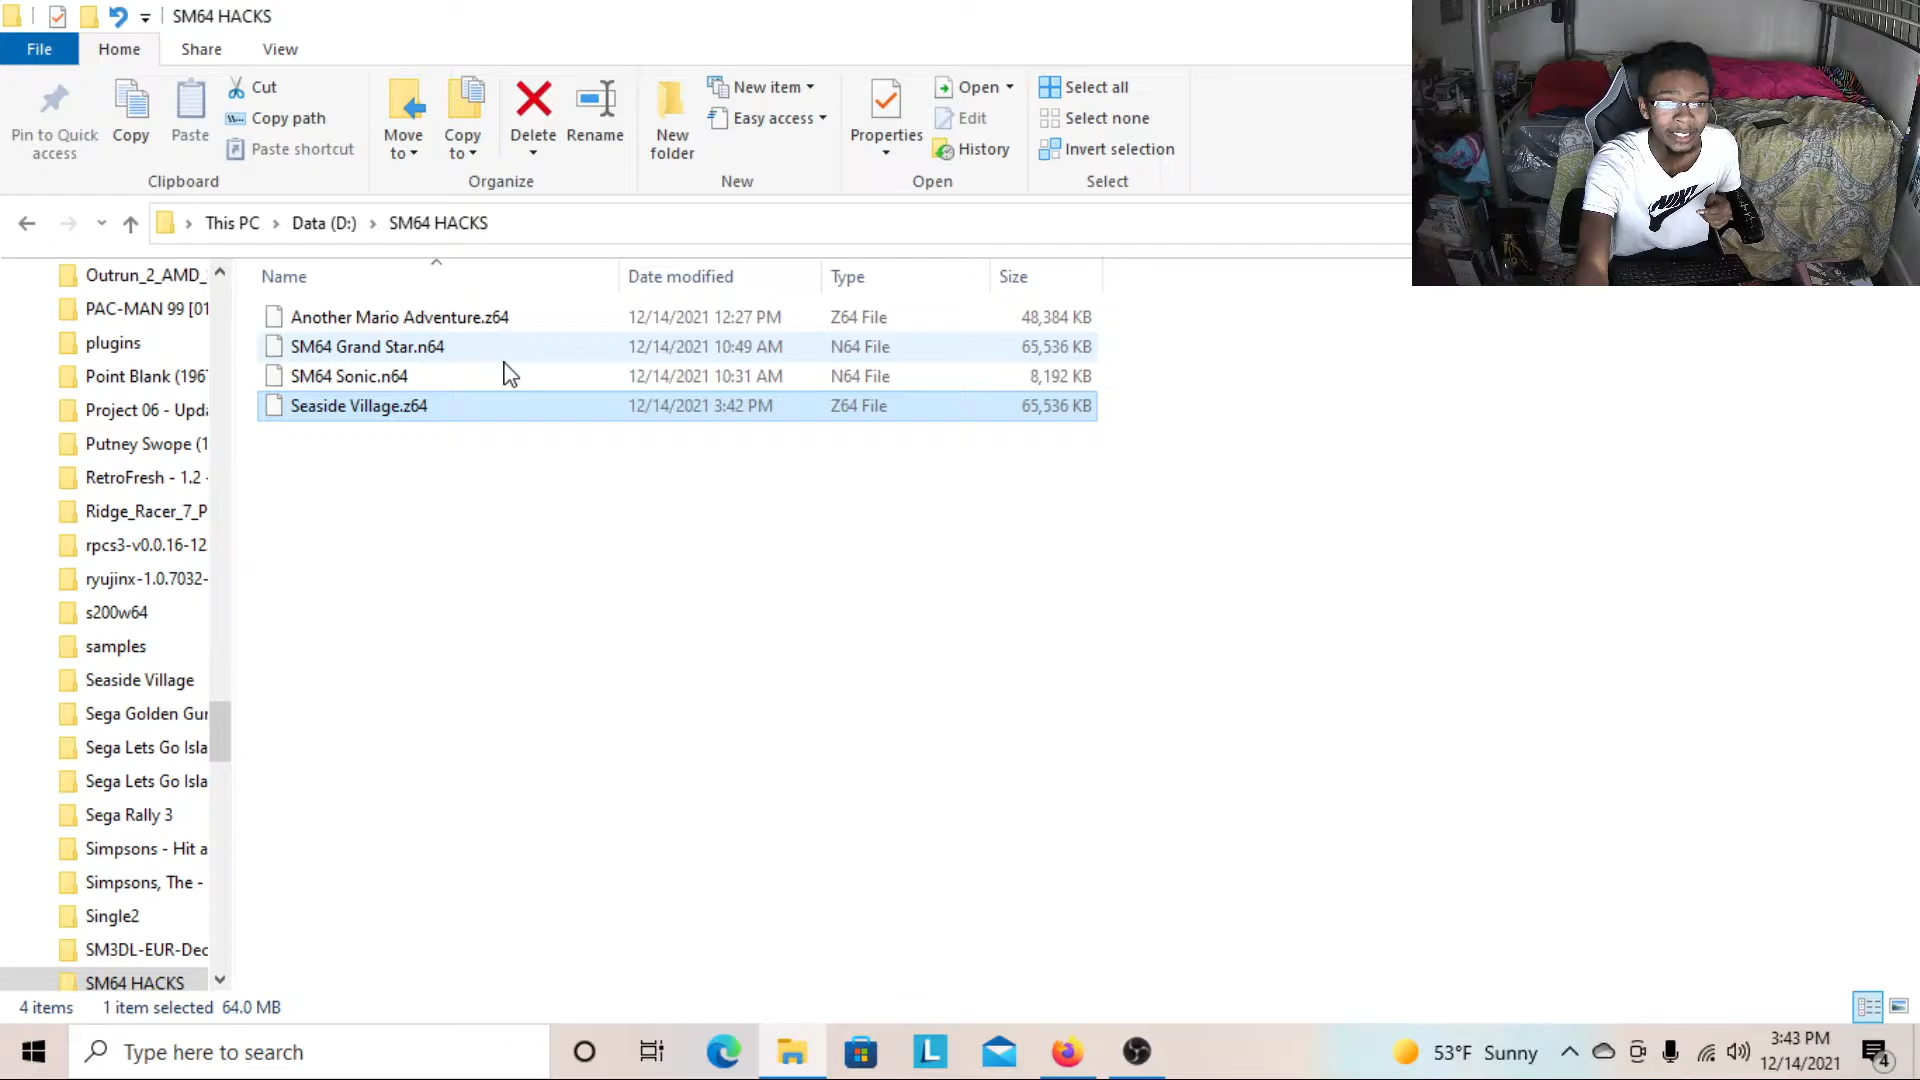 SM64 HACKS
File Home Share View
Pin to Quick access
Copy
Paste
Cut
Copy path
Paste shortcut
Clipboard
Move to
Copy to
Delete
Rename
Organize
New folder
New item
Easy access
New
Properties
Open
Edit
History
Open
Select all
Select none
Invert selection
Select
This PC > Data (D:) > SM64 HACKS
Name Date modified Type Size
Another Mario Adventure.z64 12/14/2021 12:27 PM Z64 File 48,384 KB
SM64 Grand Star.n64 12/14/2021 10:49 AM N64 File 65,536 KB
SM64 Sonic.n64 12/14/2021 10:31 AM N64 File 8,192 KB
Seaside Village.z64 12/14/2021 3:42 PM Z64 File 65,536 KB
Outrun_2_AMD_
PAC-MAN 99 [01
plugins
Point Blank (196
Project 06 - Upda
Putney Swope (1
RetroFresh - 1.2 -
Ridge_Racer_7_P
rpcs3-v0.0.16-12
ryujinx-1.0.7032-
s200w64
samples
Seaside Village
Sega Golden Gun
Sega Lets Go Isla
Sega Lets Go Isla
Sega Rally 3
Simpsons - Hit a
Simpsons, The -
Single2
SM3DL-EUR-Dec
SM64 HACKS
4 items 1 item selected 64.0 MB
Type here to search
L
53°F Sunny
3:43 PM
12/14/2021
4